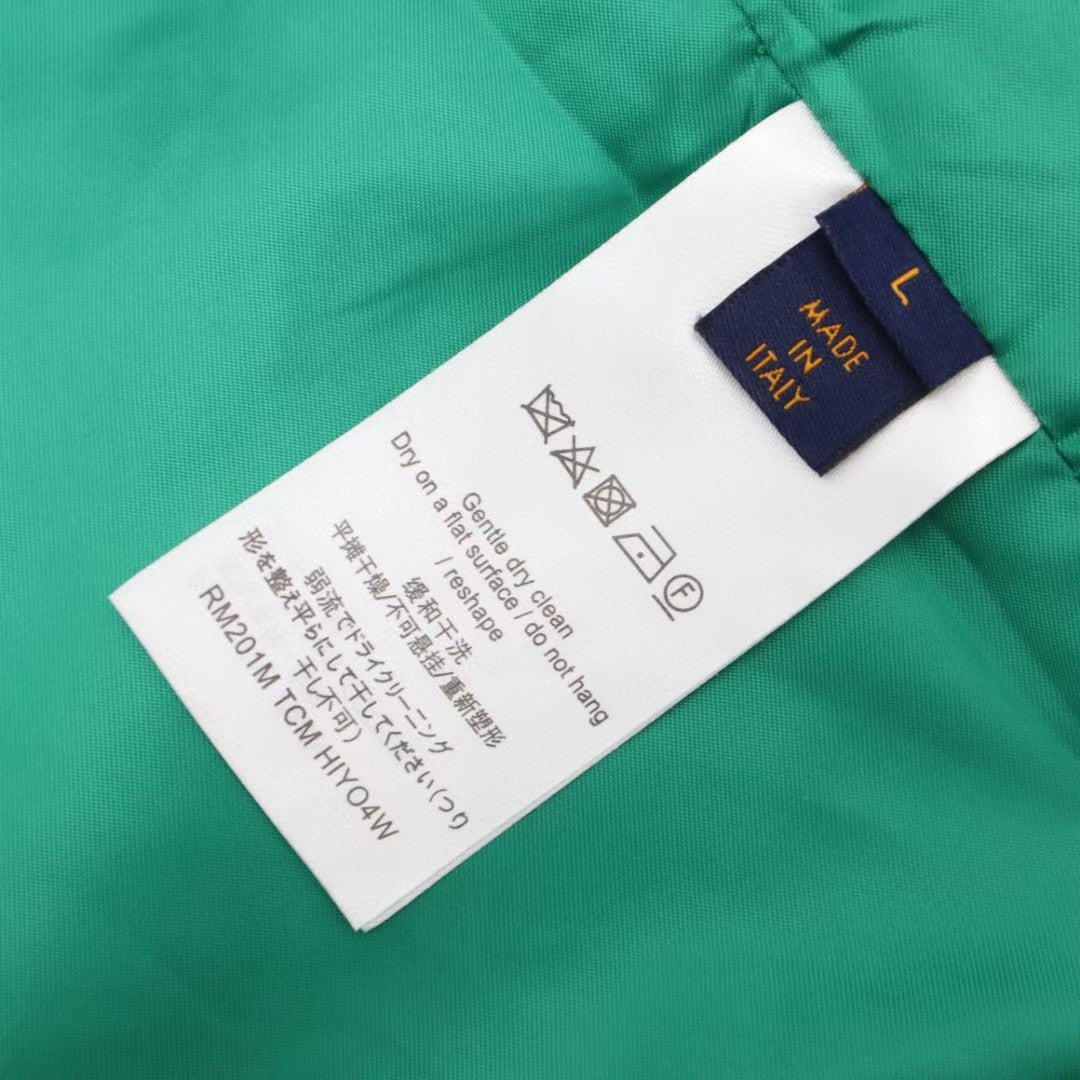 L
MADE
IN
ITALY
F
Gentle dry clean
Dry on a flat surface / do not hang
/ reshape
缓和干洗
平摊干燥/不可悬挂/重新塑形
弱流でドライクリーニング
形を整え平らにして干してください(つり
干し不可)
RM201M TCM HIYO4W